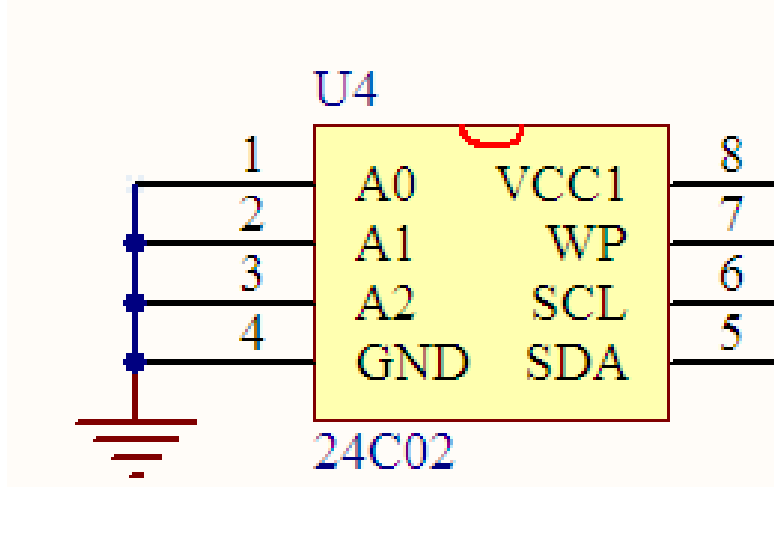 U4
1 A0 VCC1 8
2 A1 WP 7
3 A2 SCL 6
4 GND SDA 5
24C02